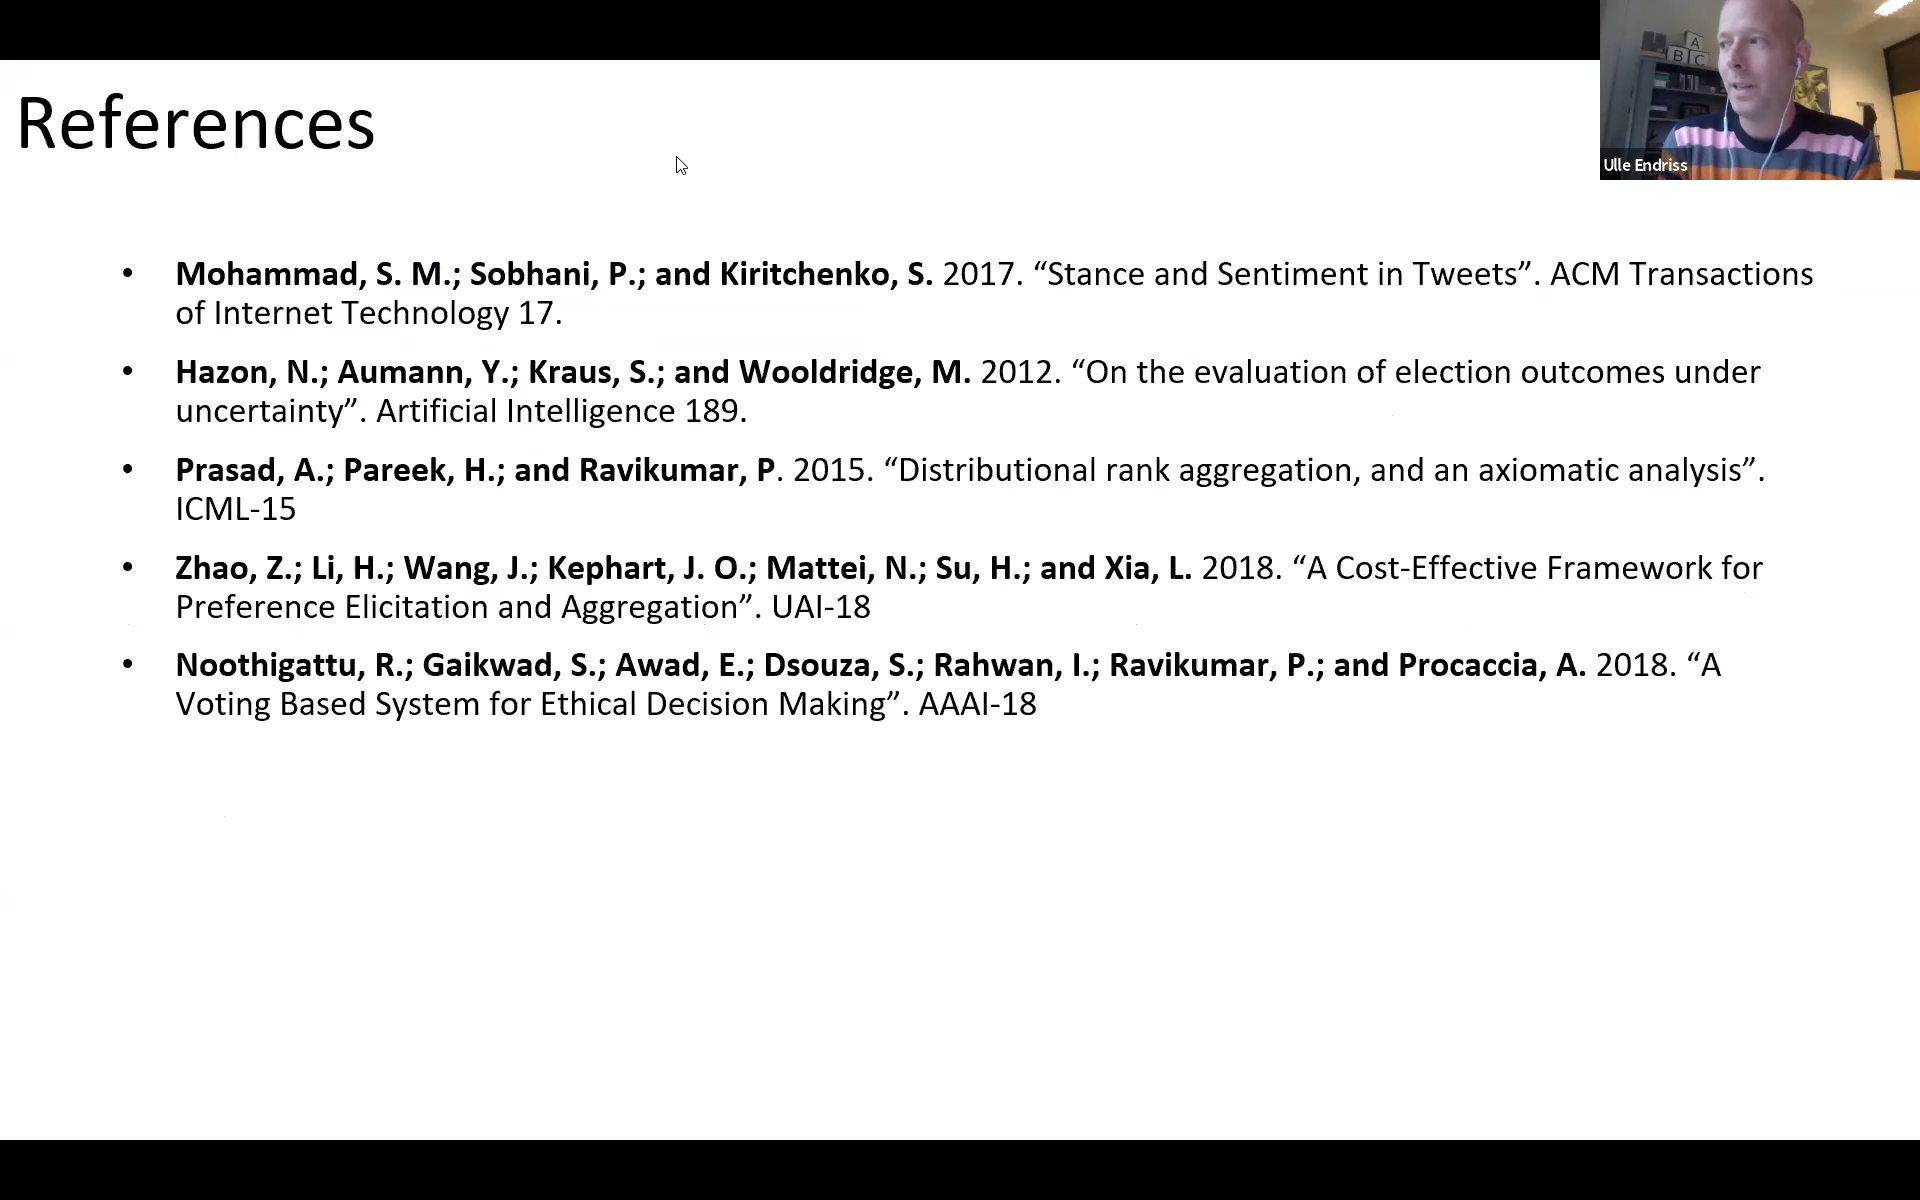 References
A
B C
Ulle Endriss
• Mohammad, S. M.; Sobhani, P.; and Kiritchenko, S. 2017. “Stance and Sentiment in Tweets”. ACM Transactions
of Internet Technology 17.
• Hazon, N.; Aumann, Y.; Kraus, S.; and Wooldridge, M. 2012. “On the evaluation of election outcomes under
uncertainty”. Artificial Intelligence 189.
• Prasad, A.; Pareek, H.; and Ravikumar, P. 2015. “Distributional rank aggregation, and an axiomatic analysis”.
ICML-15
• Zhao, Z.; Li, H.; Wang, J.; Kephart, J. O.; Mattei, N.; Su, H.; and Xia, L. 2018. “A Cost-Effective Framework for
Preference Elicitation and Aggregation”. UAI-18
• Noothigattu, R.; Gaikwad, S.; Awad, E.; Dsouza, S.; Rahwan, I.; Ravikumar, P.; and Procaccia, A. 2018. “A
Voting Based System for Ethical Decision Making”. AAAI-18